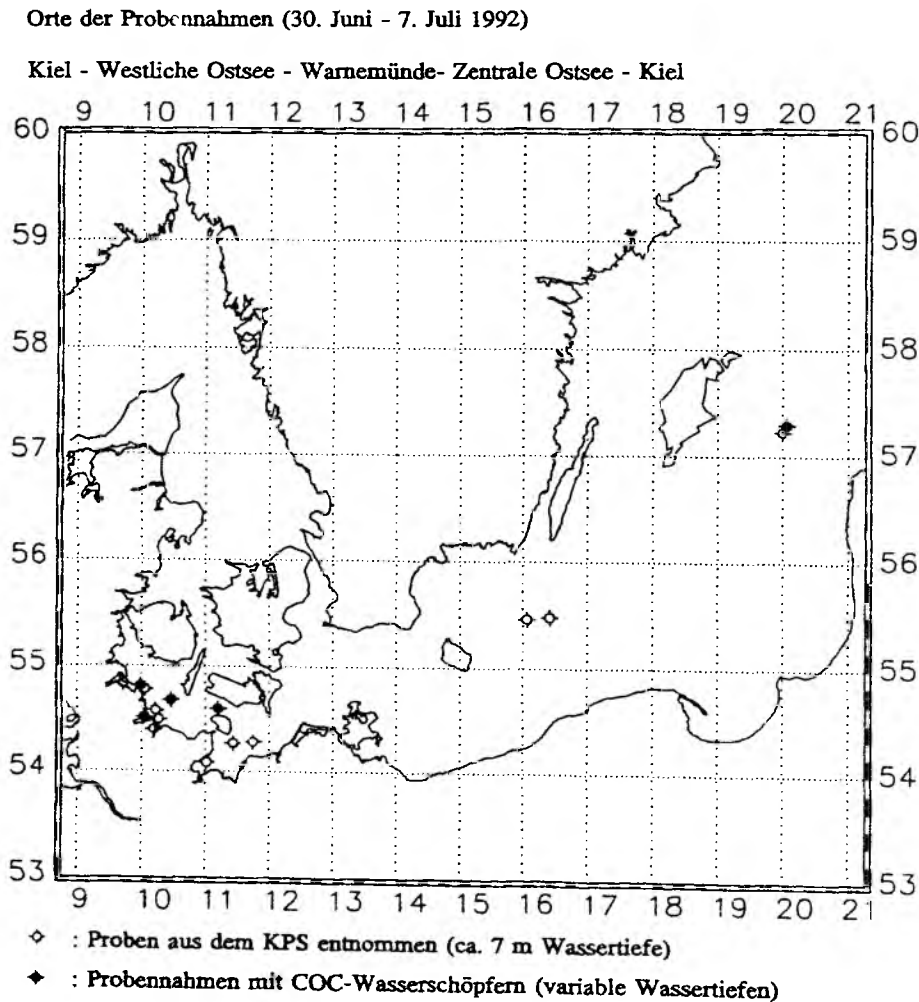 Orte der Probennahmen (30. Juni - 7. Juli 1992)
Kiel - Westliche Ostsee - Warnemünde- Zentrale Ostsee - Kiel
9 10 11 12 13 14 15 16 17 18 19 20 21
60 60
59 59
58 58
57 57
56 56
55 55
54 54
53 53
9 10 11 12 13 14 15 16 17 18 19 20 21
: Proben aus dem KPS entnommen (ca. 7 m Wassertiefe)
: Probennahmen mit COC-Wasserschöpfern (variable Wassertiefen)